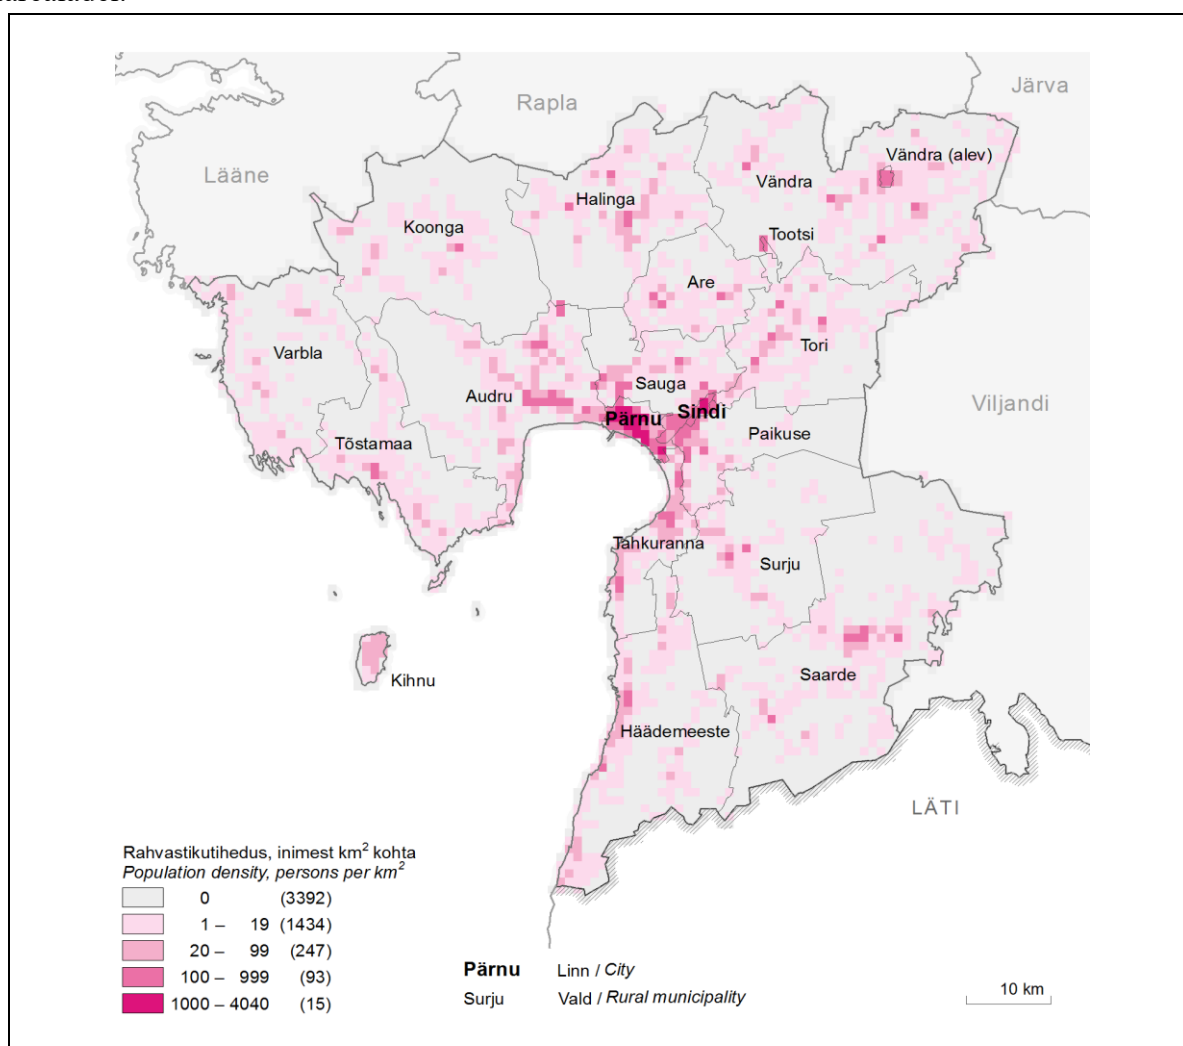 Järva
Rapla
Vändra (alev)
Lääne
Vändra
Halinga
Koonga
Tootsi
Are
Tori
Varbla
Sauga
Audru
Viljandi
Pärnu
Sindi
Paikuse
Tõstamaa
Tahkuranna
Surju
Saarde
Kihnu
Häädemeeste
LÄTI
Rahvastikutihedus, inimest km² kohta
Population density, persons per km²
0 (3392)
1 – 19 (1434)
20 – 99 (247)
100 – 999 (93)
1000 – 4040 (15)
Pärnu Linn / City
Surju Vald / Rural municipality
10 km